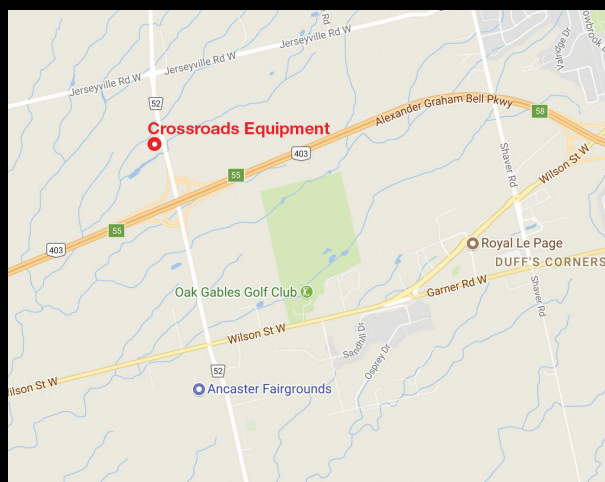 Jerseyville Rd W
Jerseyville Rd W
Jerseyville Rd W
Vairidge Dr
52
Crossroads Equipment
Alexander Graham Bell Pkwy
58
403
Shaver Rd
Wilson St W
55
55
403
Royal Le Page
DUFF'S CORNERS
Oak Gables Golf Club
Garner Rd W
Shaver Rd
Wilson St W
Sandhill Dr
Osprey Dr
52
ilson St W
Ancaster Fairgrounds